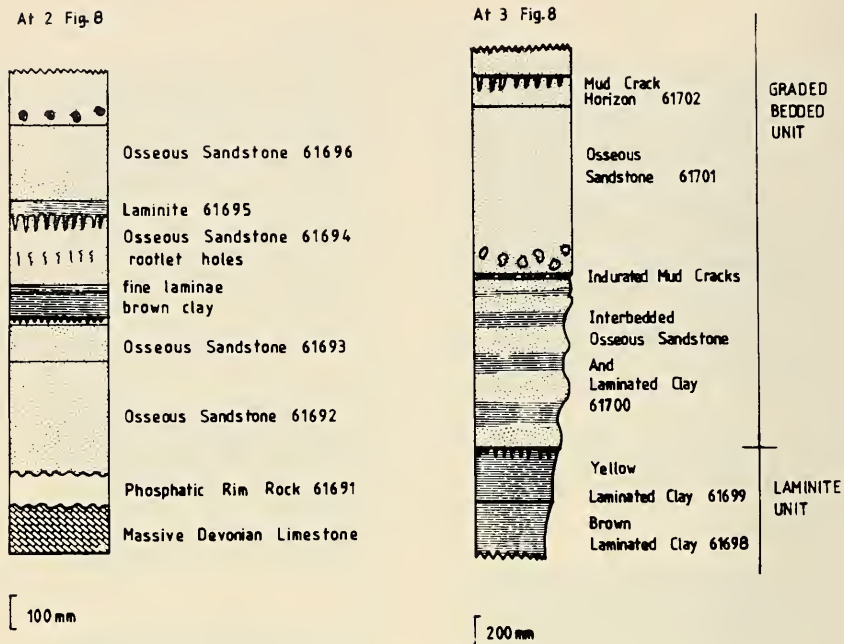 At 2 Fig. 8
Osseous Sandstone 61696
Laminite 61695
Osseous Sandstone 61694
rootlet holes
fine laminae
brown clay
Osseous Sandstone 61693
Osseous Sandstone 61692
Phosphatic Rim Rock 61691
Massive Devonian Limestone
100 mm
At 3 Fig. 8
Mud Crack
Horizon 61702
Osseous
Sandstone 61701
Indurated Mud Cracks
Interbedded
Osseous Sandstone
And
Laminated Clay
61700
Yellow
Laminated Clay 61699
Brown
Laminated Clay 61698
GRADED
BEDDED
UNIT
LAMINITE
UNIT
200 mm